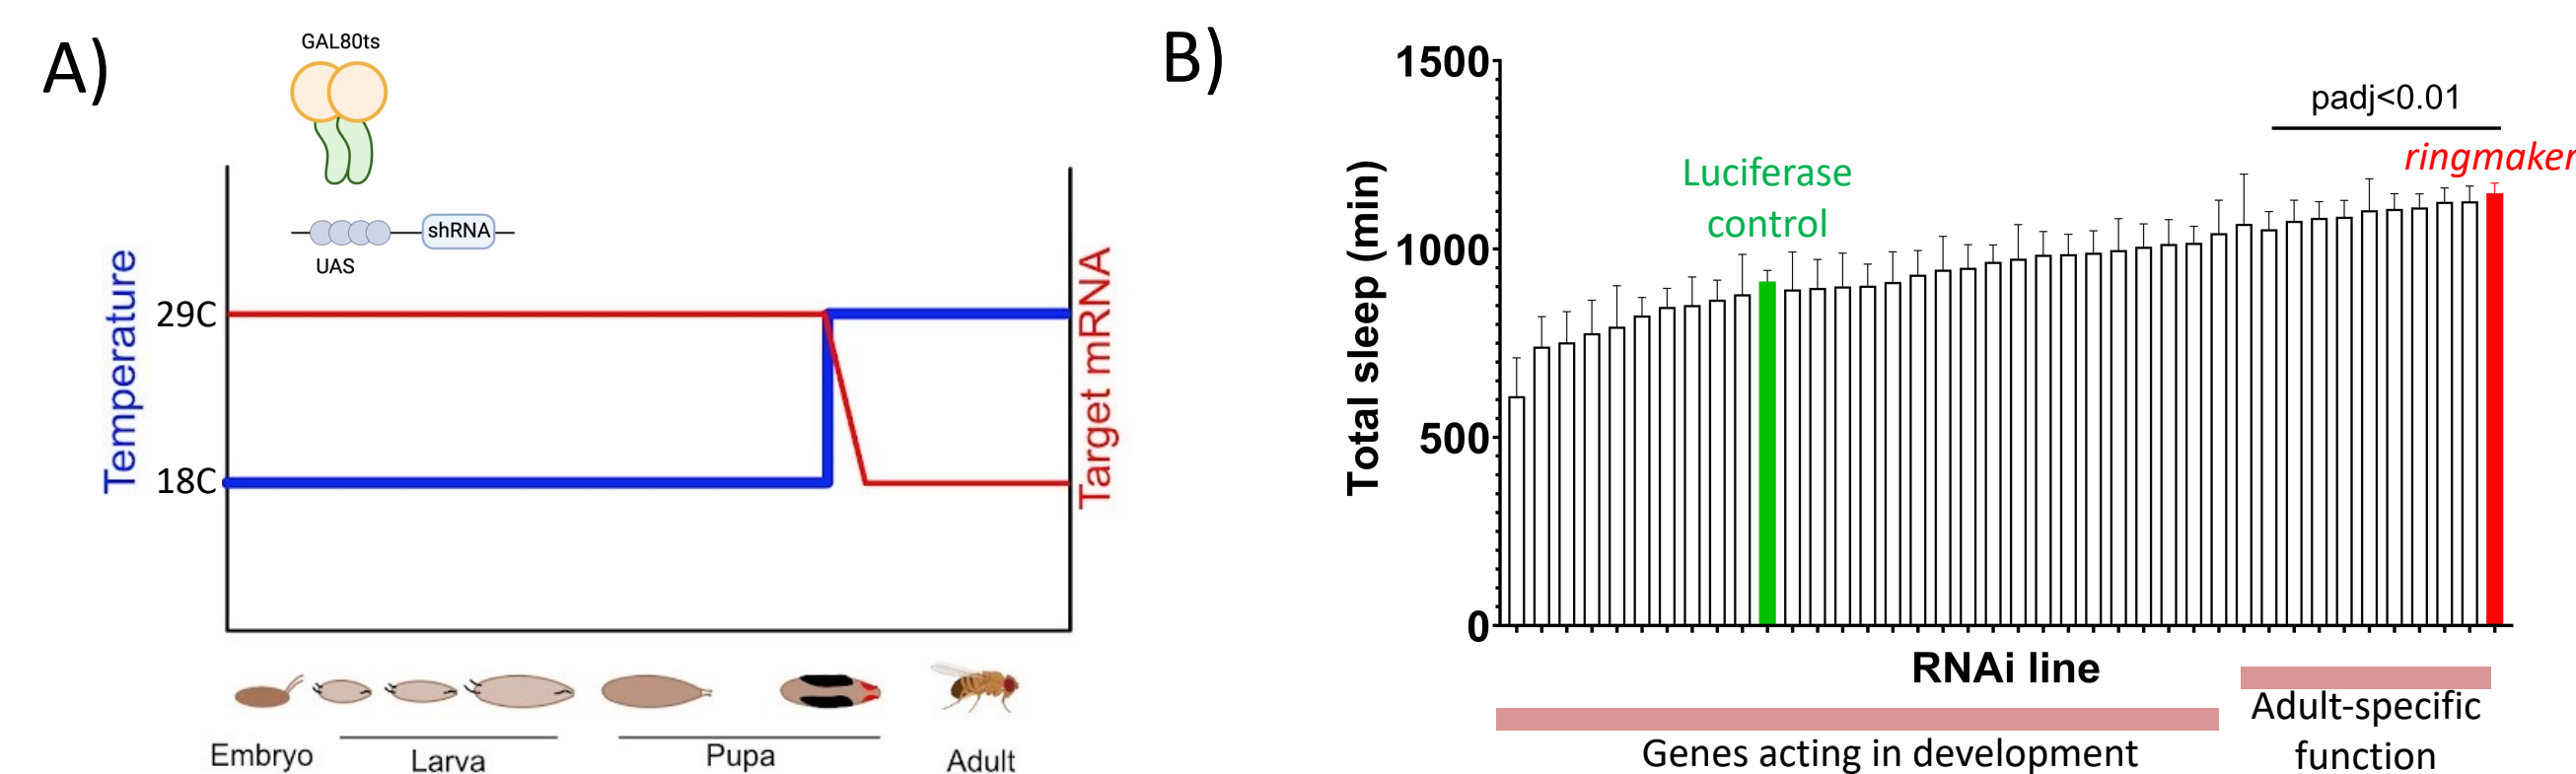 A)
GAL80ts
shRNA
UAS
Temperature
29C
18C
Target mRNA
Embryo
Larva
Pupa
Adult
B)
1500
1000
500
0
Total sleep (min)
Luciferase
control
padj<0.01
ringmaker
RNAi line
Genes acting in development
Adult-specific
function